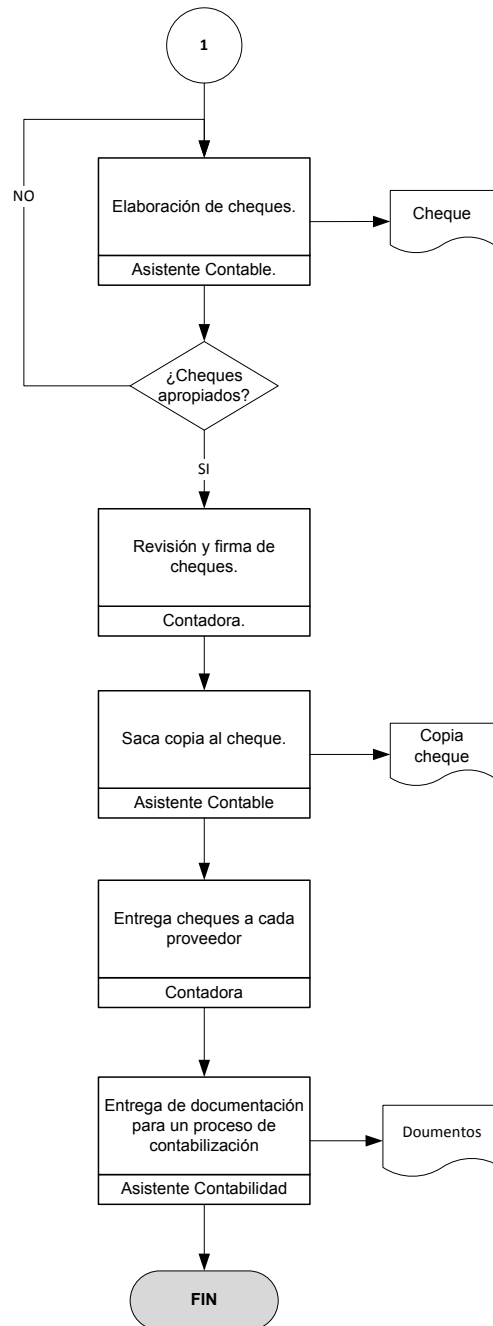 1
NO
Elaboración de cheques.
Cheque
Asistente Contable.
¿Cheques
apropiados?
SI
Revisión y firma de
cheques.
Contadora.
Saca copia al cheque.
Copia
cheque
Asistente Contable
Entrega cheques a cada
proveedor
Contadora
Entrega de documentación
para un proceso de
contabilización
Doumentos
Asistente Contabilidad
FIN